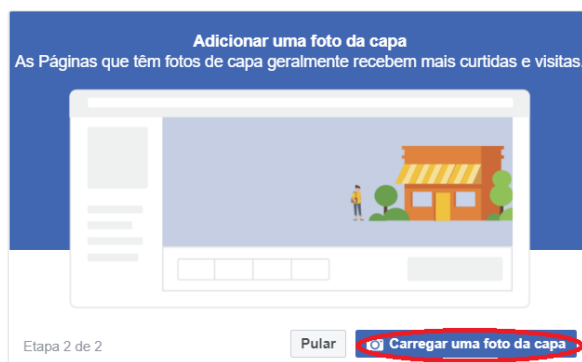 Adicionar uma foto da capa
As Páginas que têm fotos de capa geralmente recebem mais curtidas e visitas.
Etapa 2 de 2
Pular
Carregar uma foto da capa